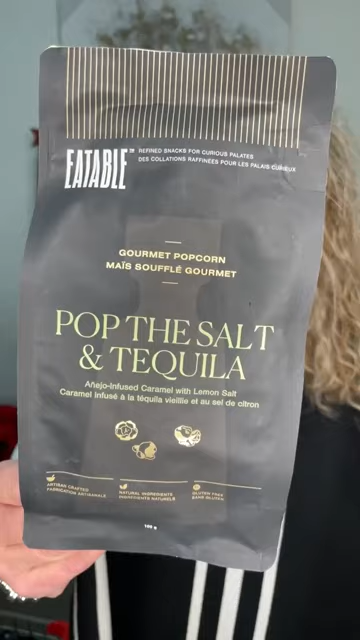 EATABLE™
REFINED SNACKS FOR CURIOUS PALATES
DES COLLATIONS RAFFINÉES POUR LES PALAIS CURIEUX
GOURMET POPCORN
MAÏS SOUFFLÉ GOURMET
POP THE SALT
& TEQUILA
Añejo-Infused Caramel with Lemon Salt
Caramel infusé à la téquila vieillie et au sel de citron
ARTISAN CRAFTED
FABRICATION ARTISANALE
NATURAL INGREDIENTS
INGRÉDIENTS NATURELS
GLUTEN FREE
SANS GLUTEN